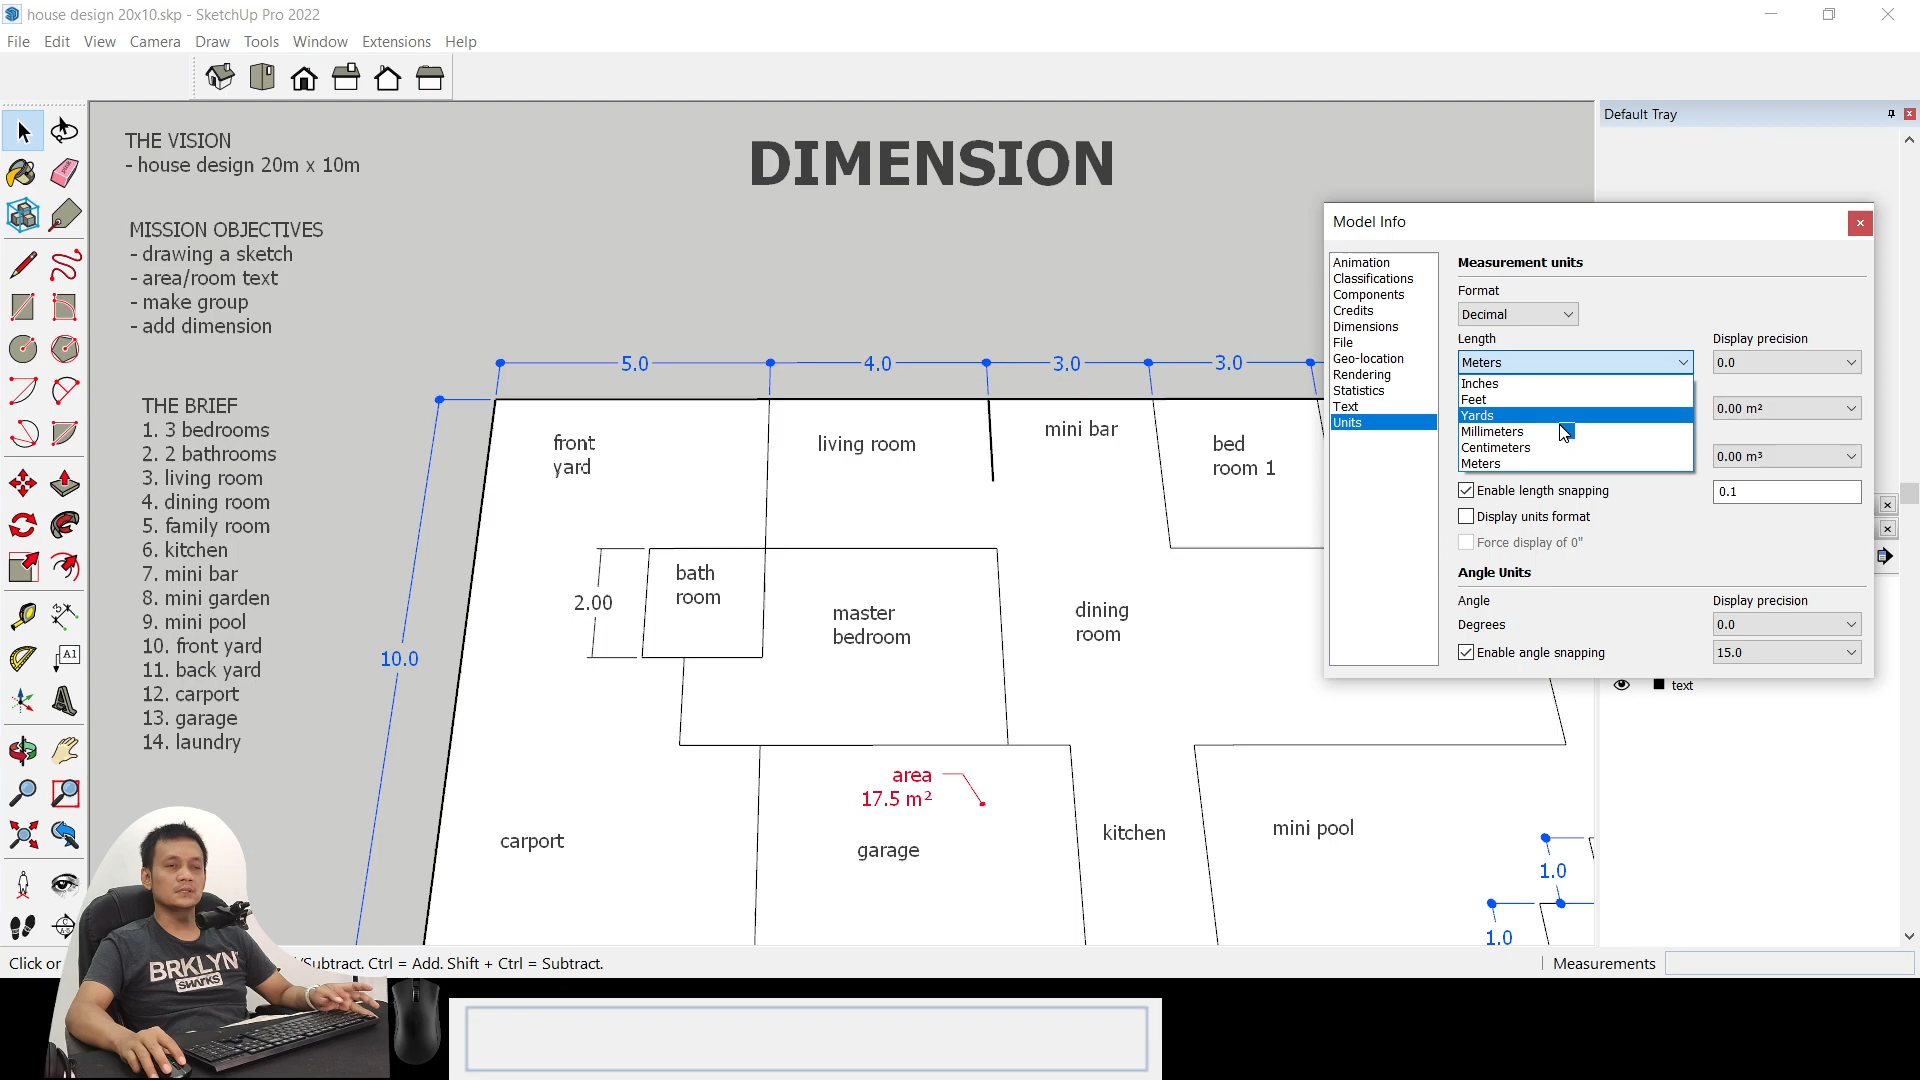 house design 20x10.skp - SketchUp Pro 2022
File Edit View Camera Draw Tools Window Extensions Help
Default Tray
THE VISION
- house design 20m x 10m
DIMENSION
MISSION OBJECTIVES
- drawing a sketch
- area/room text
- make group
- add dimension
THE BRIEF
1. 3 bedrooms
2. 2 bathrooms
3. living room
4. dining room
5. family room
6. kitchen
7. mini bar
8. mini garden
9. mini pool
10. front yard
11. back yard
12. carport
13. garage
14. laundry
5.0 4.0 3.0 3.0
10.0
front
yard
living room
mini bar
bed
room 1
2.00
bath
room
master
bedroom
dining
room
area
17.5 m²
carport
garage
kitchen
mini pool
1.0
1.0
Model Info
Animation
Classifications
Components
Credits
Dimensions
File
Geo-location
Rendering
Statistics
Text
Units
Measurement units
Format
Decimal
Length Display precision
Meters 0.0
Inches
Feet
Yards
Millimeters
Centimeters
Meters
0.00 m²
0.00 m³
Enable length snapping 0.1
Display units format
Force display of 0"
Angle Units
Angle Display precision
Degrees 0.0
Enable angle snapping 15.0
text
A1
Click or
/Subtract. Ctrl = Add. Shift + Ctrl = Subtract.
Measurements
BRKLYN
SHARKS